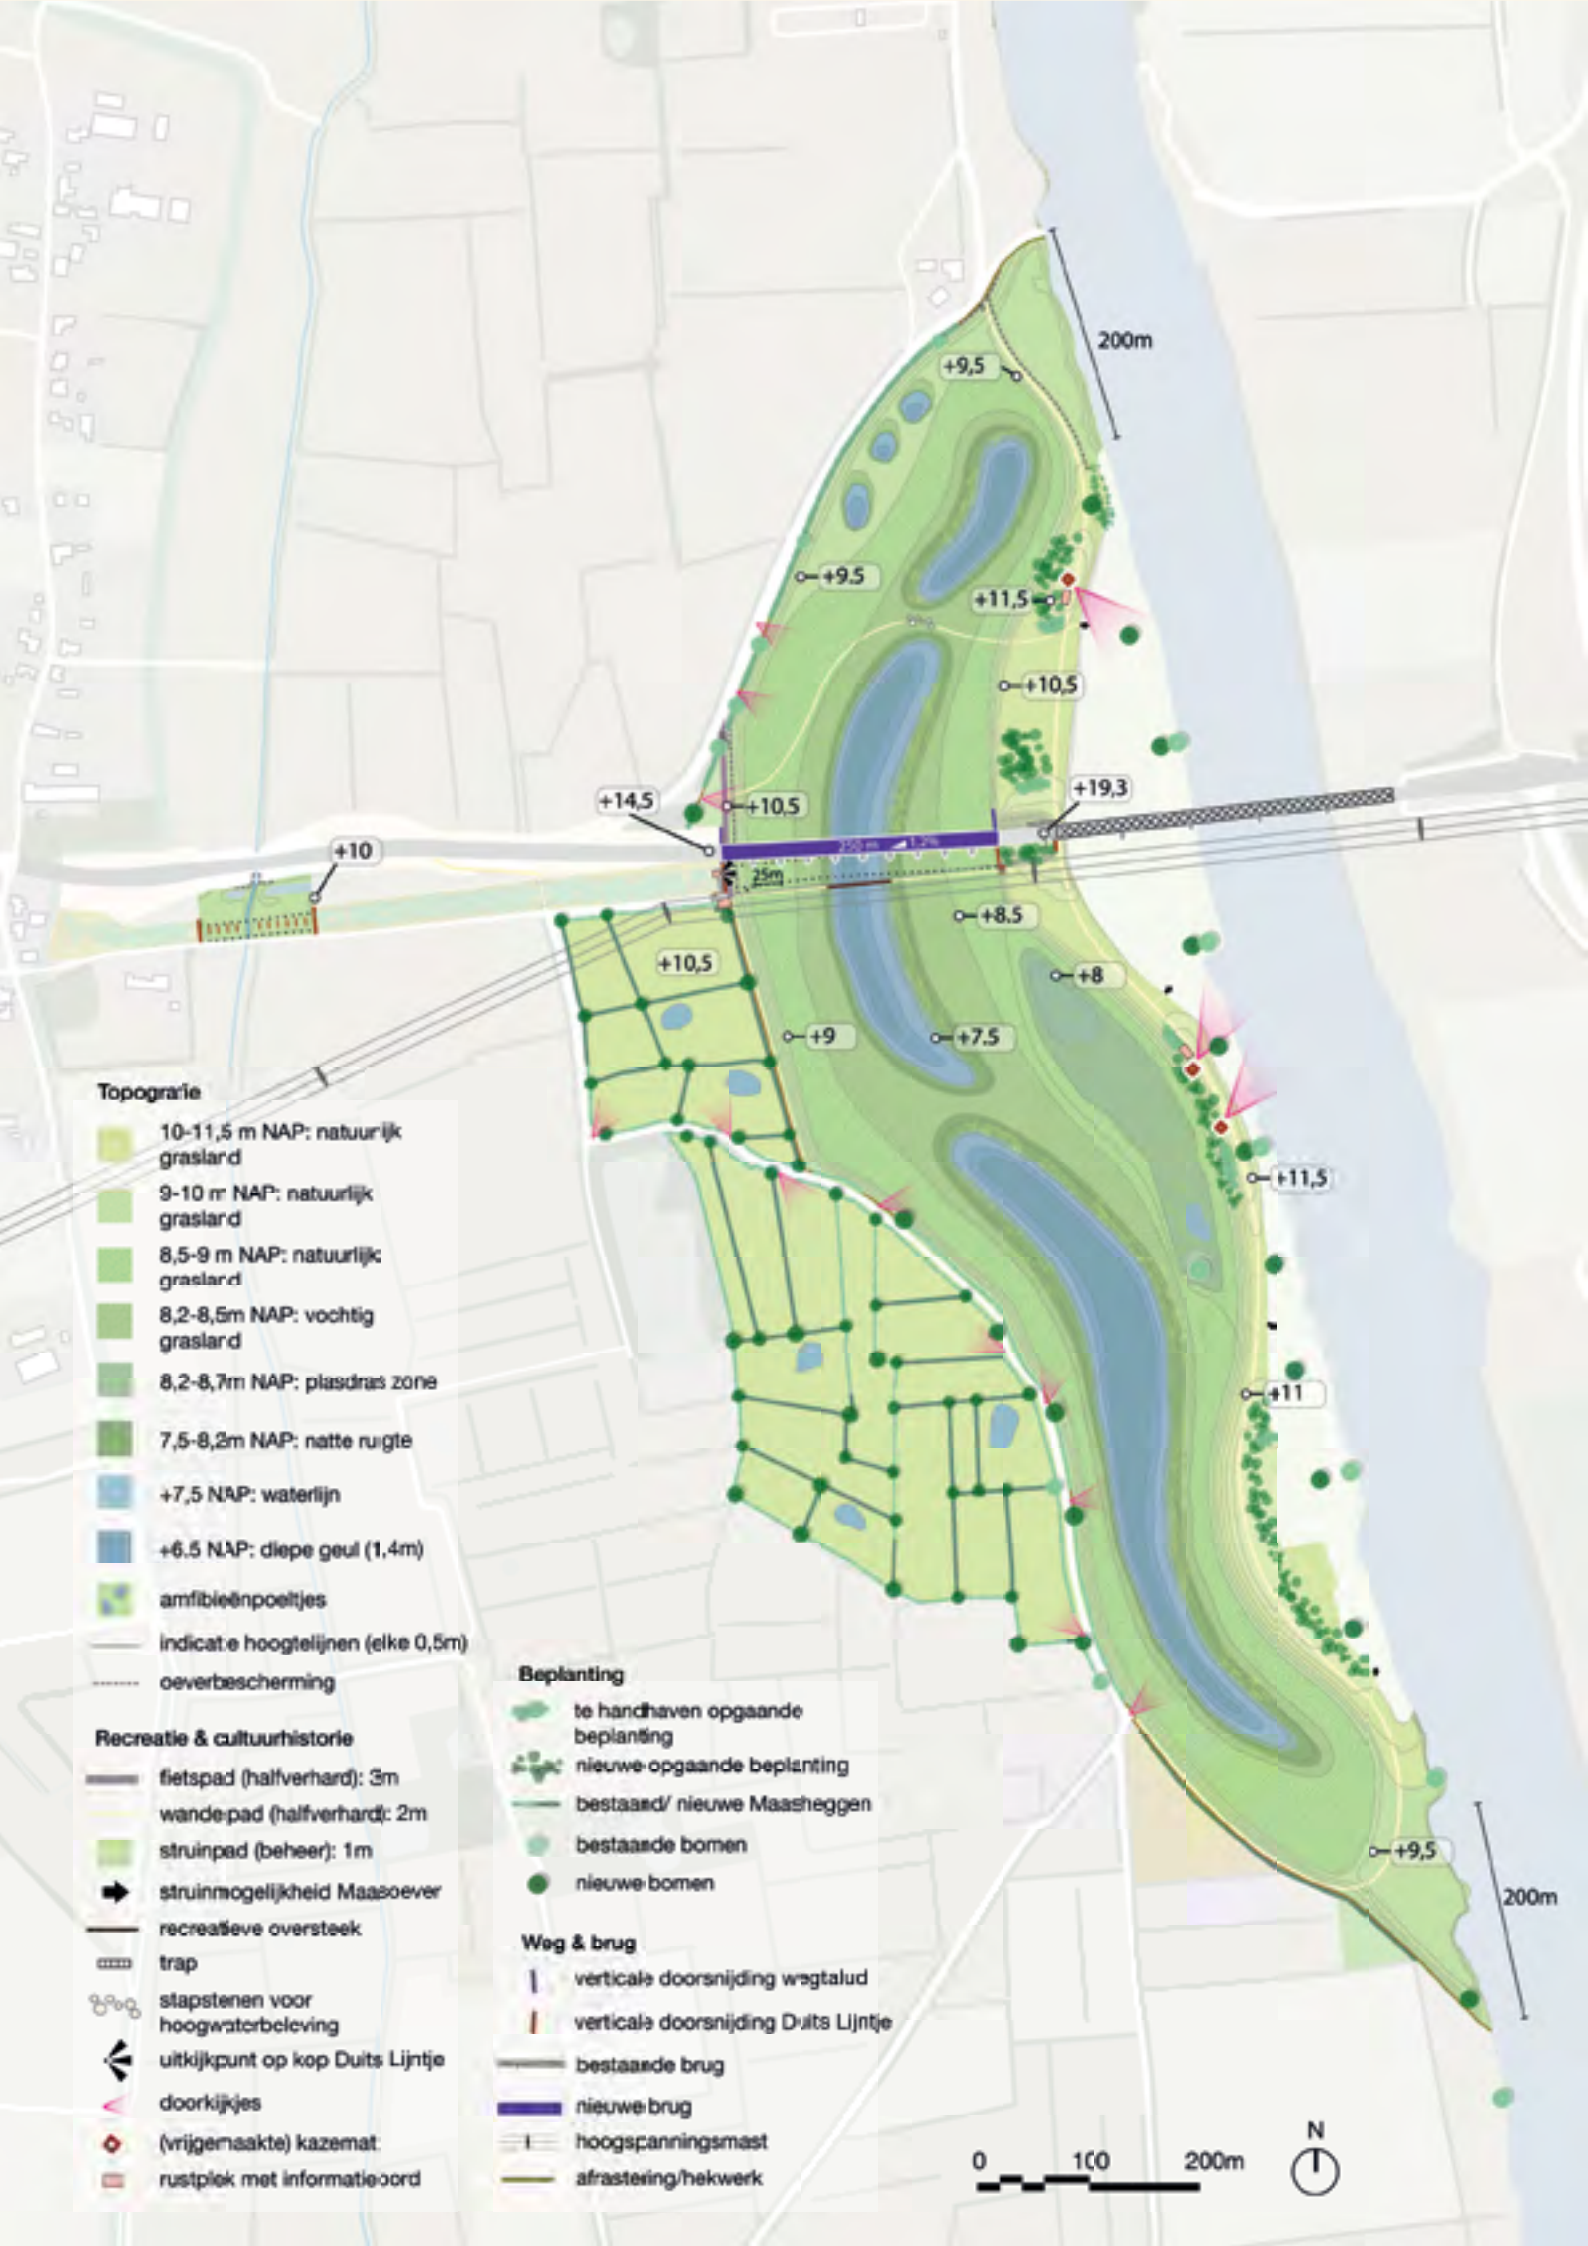 200m
+9,5
+9.5
+11,5
+10,5
+19,3
+14,5
+10,5
250 m 1,2%
+10
25m
+8.5
+10,5
+8
+9
+7.5
+11,5
+11
+9,5
200m
Topografie
10-11,5 m NAP: natuurlijk
grasland
9-10 m NAP: natuurlijk
grasland
8,5-9 m NAP: natuurlijk
grasland
8,2-8,5m NAP: vochtig
grasland
8,2-8,7m NAP: plasdras zone
7,5-8,2m NAP: natte ruigte
+7,5 NAP: waterlijn
+6.5 NAP: diepe geul (1,4m)
amfibieënpoeltjes
indicatie hoogtelijnen (elke 0,5m)
oeverbescherming
Recreatie & cultuurhistorie
fietspad (halfverhard): 3m
wandelpad (halfverhard): 2m
struinpad (beheer): 1m
struinmogelijkheid Maasoever
recreatieve oversteek
trap
stapstenen voor
hoogwaterbeleving
uitkijkpunt op kop Duits Lijntje
doorkijkjes
(vrijgemaakte) kazemat
rustplek met informatiebord
Beplanting
te handhaven opgaande
beplanting
nieuwe opgaande beplanting
bestaand/ nieuwe Maasheggen
bestaande bomen
nieuwe bomen
Weg & brug
verticale doorsnijding wegtalud
verticale doorsnijding Duits Lijntje
bestaande brug
nieuwe brug
hoogspanningsmast
afrastering/hekwerk
0 100 200m
N